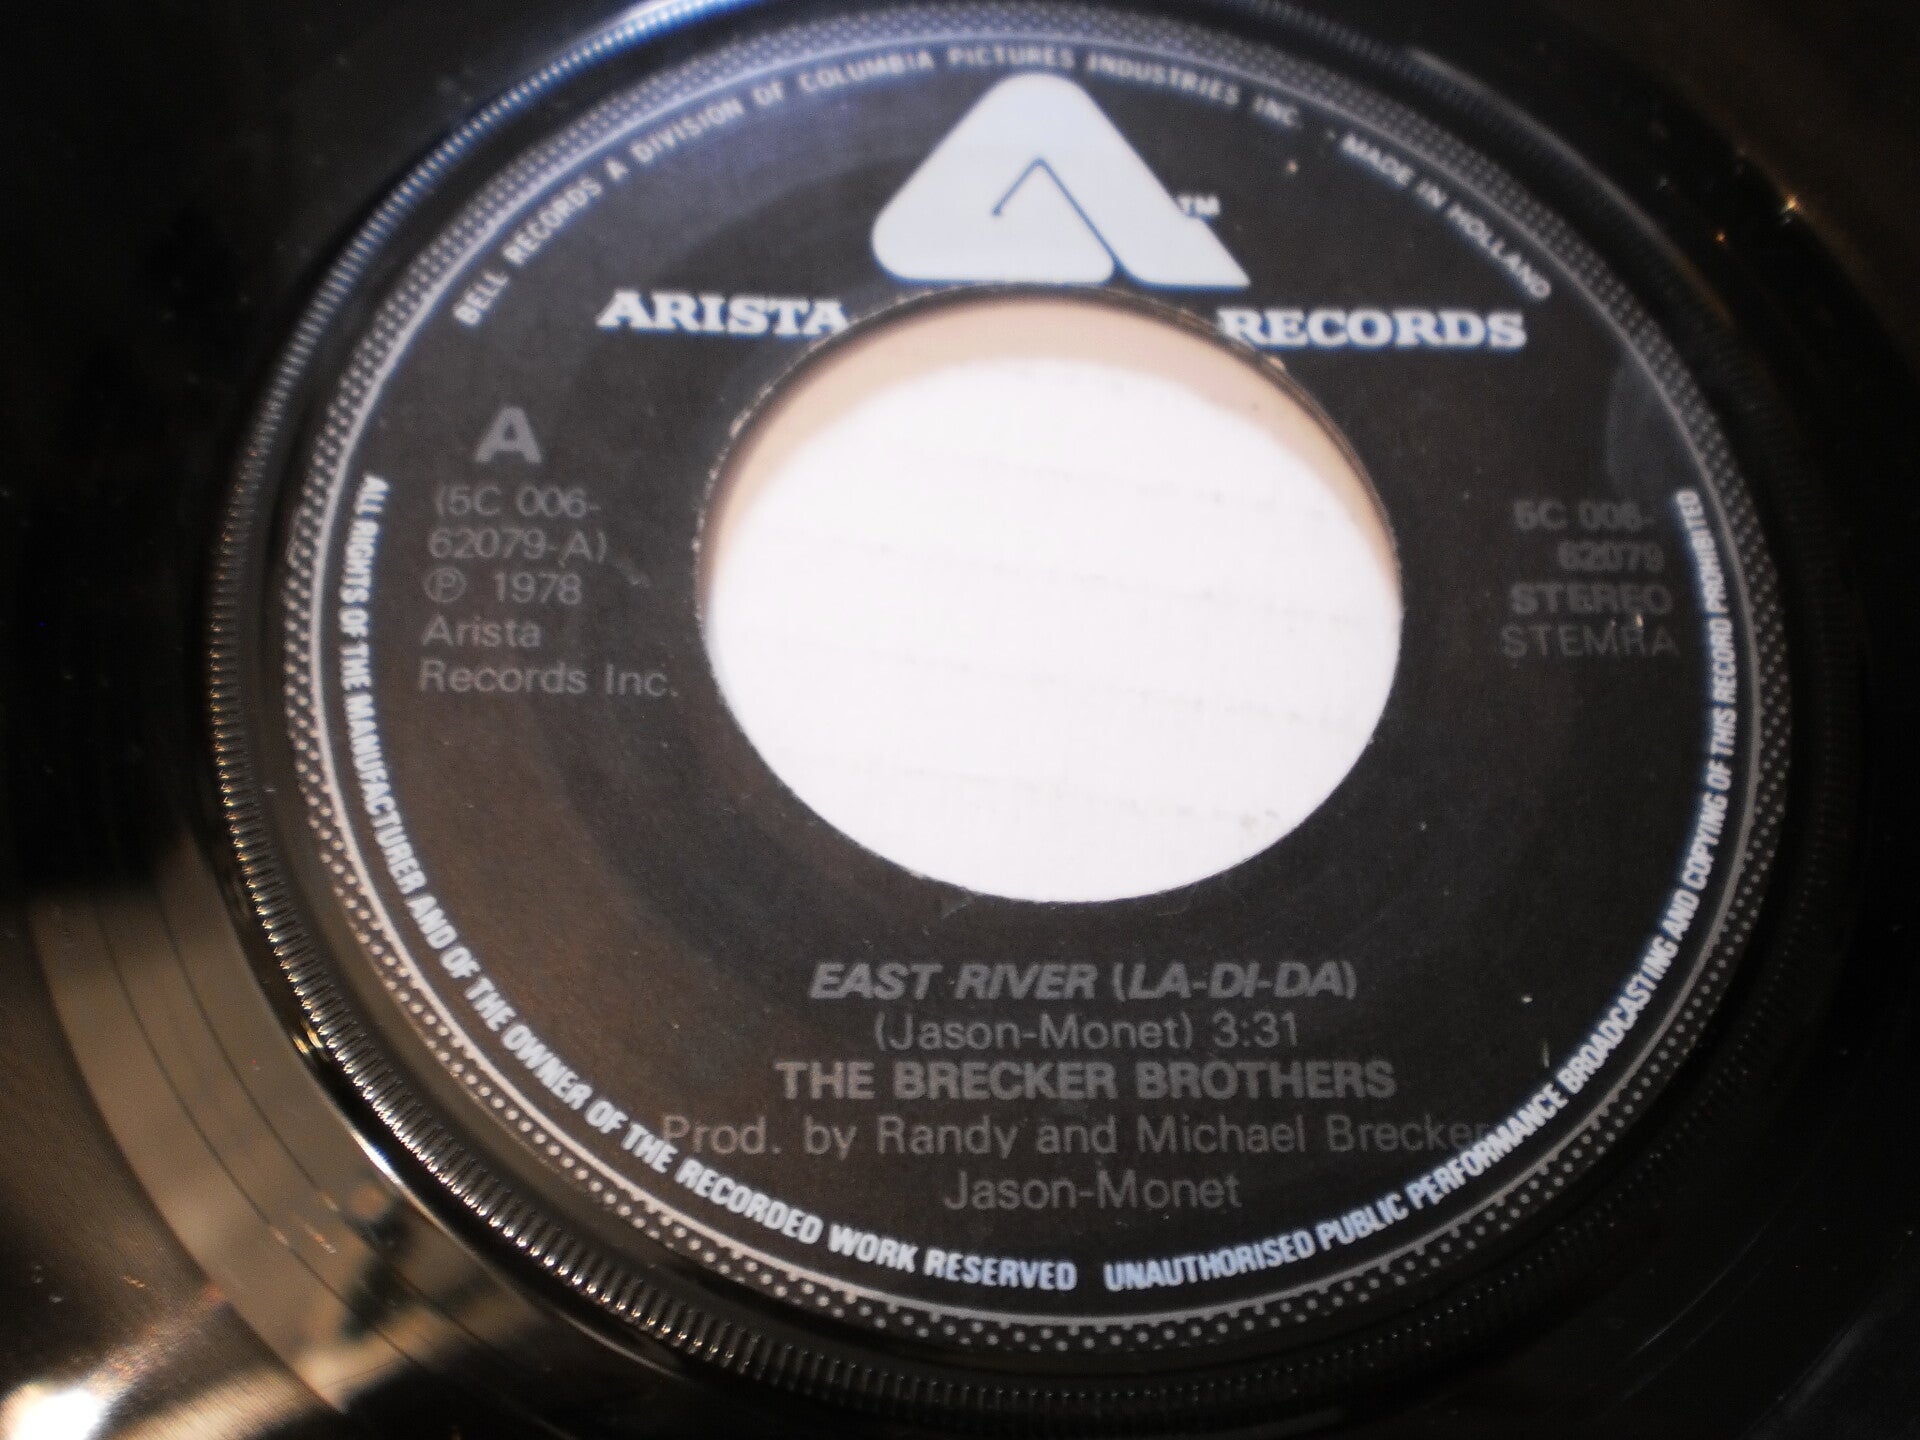 BELL RECORDS A DIVISION OF COLUMBIA PICTURES INDUSTRIES INC. - MADE IN HOLLAND
TM
ARISTA RECORDS
A
(5C 006-
62079-A)
Ⓟ 1978
Arista
Records Inc.
5C 006-
62079
STEREO
STEMRA
EAST RIVER (LA-DI-DA)
(Jason-Monet) 3:31
THE BRECKER BROTHERS
Prod. by Randy and Michael Brecker
Jason-Monet
ALL RIGHTS OF THE MANUFACTURER AND OF THE OWNER OF THE RECORDED WORK RESERVED UNAUTHORISED PUBLIC PERFORMANCE BROADCASTING AND COPYING OF THIS RECORD PROHIBITED